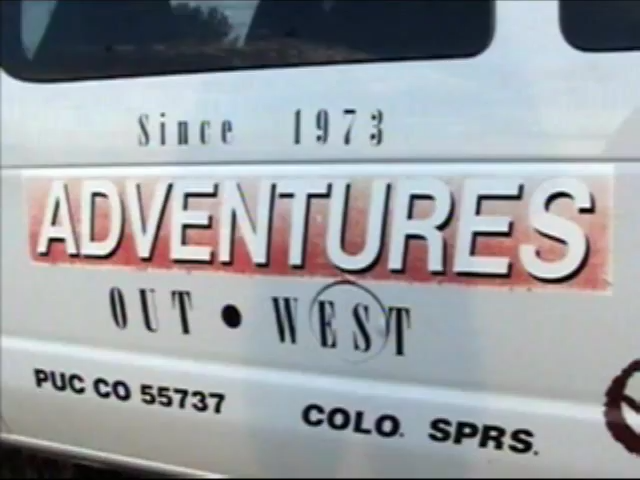 Since 1973
ADVENTURES
OUT • WEST
PUC CO 55737 COLO. SPRS.